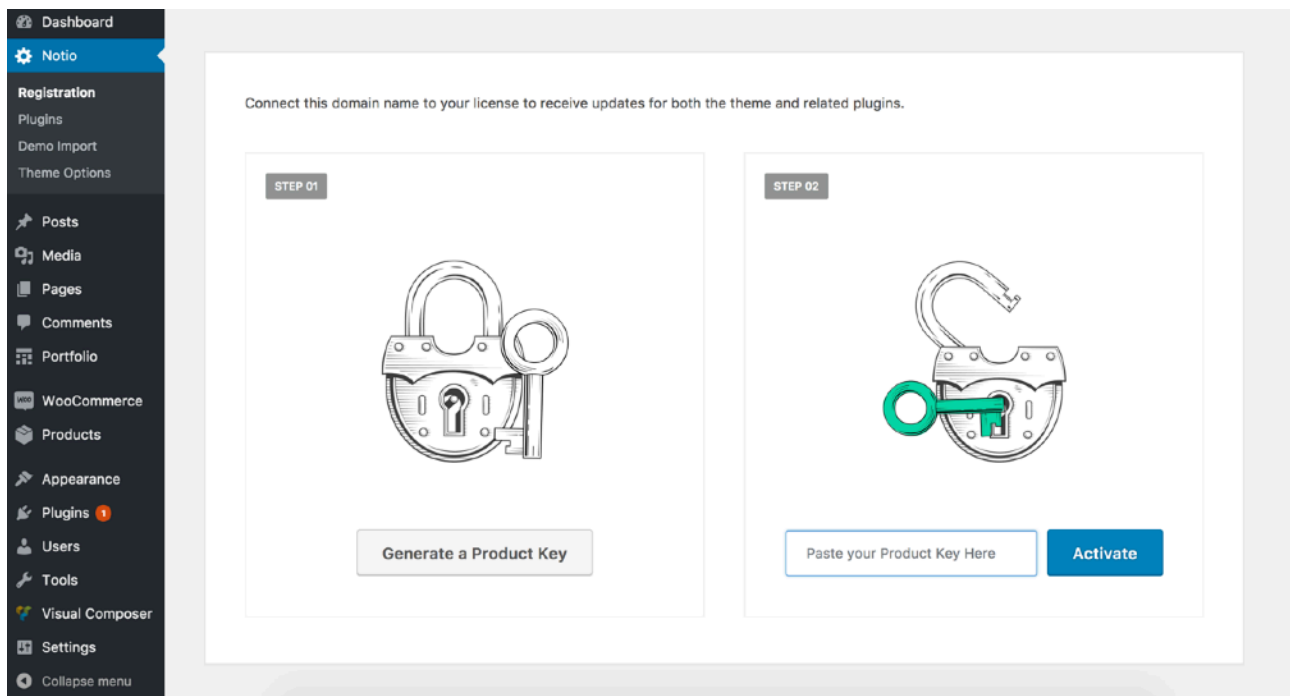 Dashboard
Notio
Registration
Plugins
Demo Import
Theme Options
Posts
Media
Pages
Comments
Portfolio
WOO WooCommerce
Products
Appearance
Plugins 1
Users
Tools
Visual Composer
Settings
Collapse menu
Connect this domain name to your license to receive updates for both the theme and related plugins.
STEP 01
Generate a Product Key
STEP 02
Paste your Product Key Here
Activate